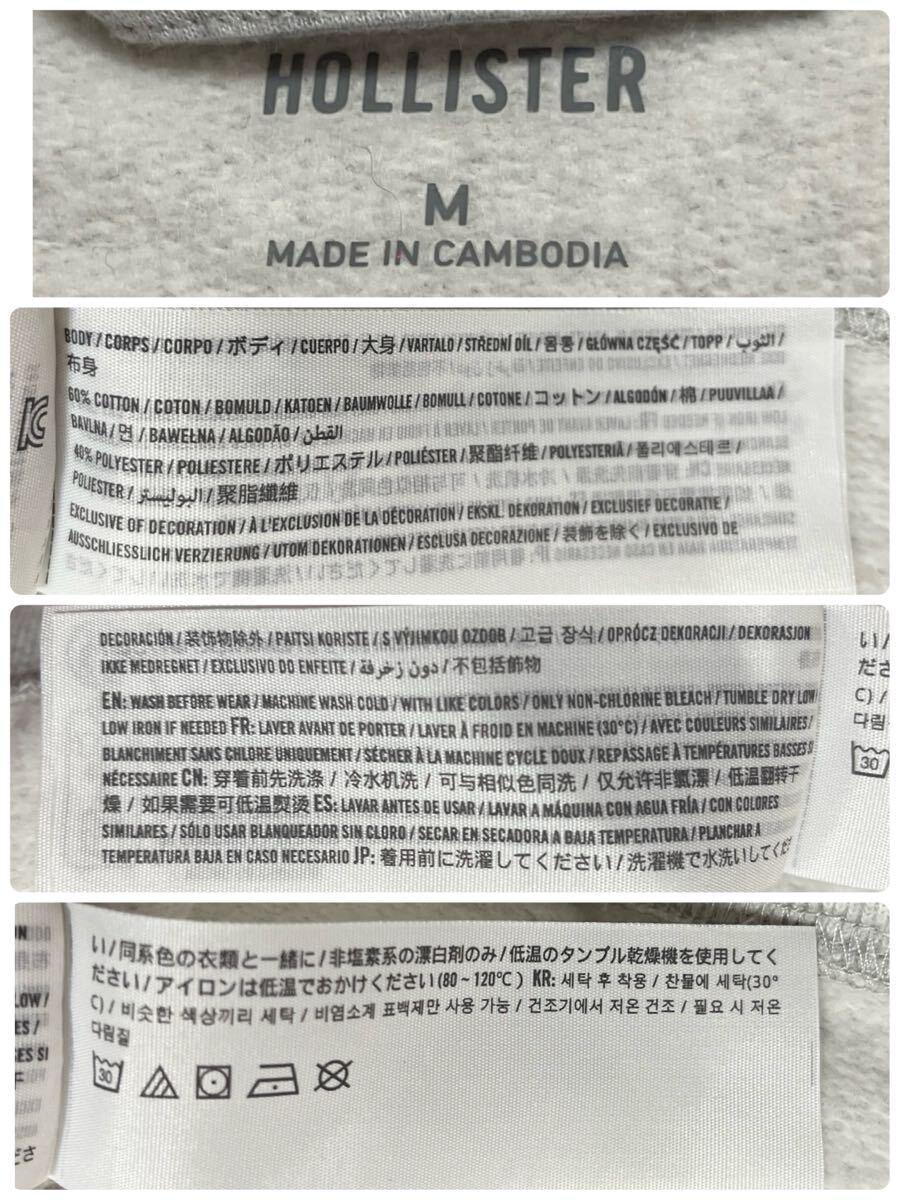 HOLLISTER
M
MADE IN CAMBODIA
BODY / CORPS / CORPO / ボディ / CUERPO / 大身 / VARTALO / STŘEDNÍ DÍL / 몸통 / GŁÓWNA CZĘŚĆ / TOPP / الثوب /
布身
60% COTTON / COTON / BOMULD / KATOEN / BAUMWOLLE / BOMULL / COTONE / コットン / ALGODÓN / 棉 / PUUVILLAA /
BAVLNA / 면 / BAWEŁNA / ALGODÃO / القطن
40% POLYESTER / POLIESTERE / ポリエステル / POLIÉSTER / 聚酯纤维 / POLYESTERIÄ / 폴리에스테르 /
POLIESTER / البوليستر / 聚脂纖維
EXCLUSIVE OF DECORATION / À L'EXCLUSION DE LA DÉCORATION / EKSKL. DEKORATION / EXCLUSIEF DECORATIE /
AUSSCHLIESSLICH VERZIERUNG / UTOM DEKORATIONEN / ESCLUSA DECORAZIONE / 装飾を除く / EXCLUSIVO DE
DECORACIÓN / 装饰物除外 / PAITSI KORISTE / S VÝJIMKOU OZDOB / 고급 장식 / OPRÓCZ DEKORACJI / DEKORASJON
IKKE MEDREGNET / EXCLUSIVO DO ENFEITE / دون زخرفة / 不包括飾物
EN: WASH BEFORE WEAR / MACHINE WASH COLD / WITH LIKE COLORS / ONLY NON-CHLORINE BLEACH / TUMBLE DRY LOW
LOW IRON IF NEEDED FR: LAVER AVANT DE PORTER / LAVER À FROID EN MACHINE (30°C) / AVEC COULEURS SIMILAIRES /
BLANCHIMENT SANS CHLORE UNIQUEMENT / SÉCHER À LA MACHINE CYCLE DOUX / REPASSAGE À TEMPÉRATURES BASSES SI
NÉCESSAIRE CN: 穿着前先洗涤 / 冷水机洗 / 可与相似色同洗 / 仅允许非氯漂 / 低温翻转干
燥 / 如果需要可低温熨烫 ES: LAVAR ANTES DE USAR / LAVAR A MÁQUINA CON AGUA FRÍA / CON COLORES
SIMILARES / SÓLO USAR BLANQUEADOR SIN CLORO / SECAR EN SECADORA A BAJA TEMPERATURA / PLANCHAR A
TEMPERATURA BAJA EN CASO NECESARIO JP: 着用前に洗濯してください / 洗濯機で水洗いしてくださ
い/
ださ
C) /
다림질
30
LOW /
ES /
SES SI
ださ
い/同系色の衣類と一緒に/非塩素系の漂白剤のみ/低温のタンブル乾燥機を使用してく
ださい/アイロンは低温でおかけください(80～120℃) KR: 세탁 후 착용 / 찬물에 세탁(30°
C) / 비슷한 색상끼리 세탁 / 비염소계 표백제만 사용 가능 / 건조기에서 저온 건조 / 필요 시 저온
다림질
30